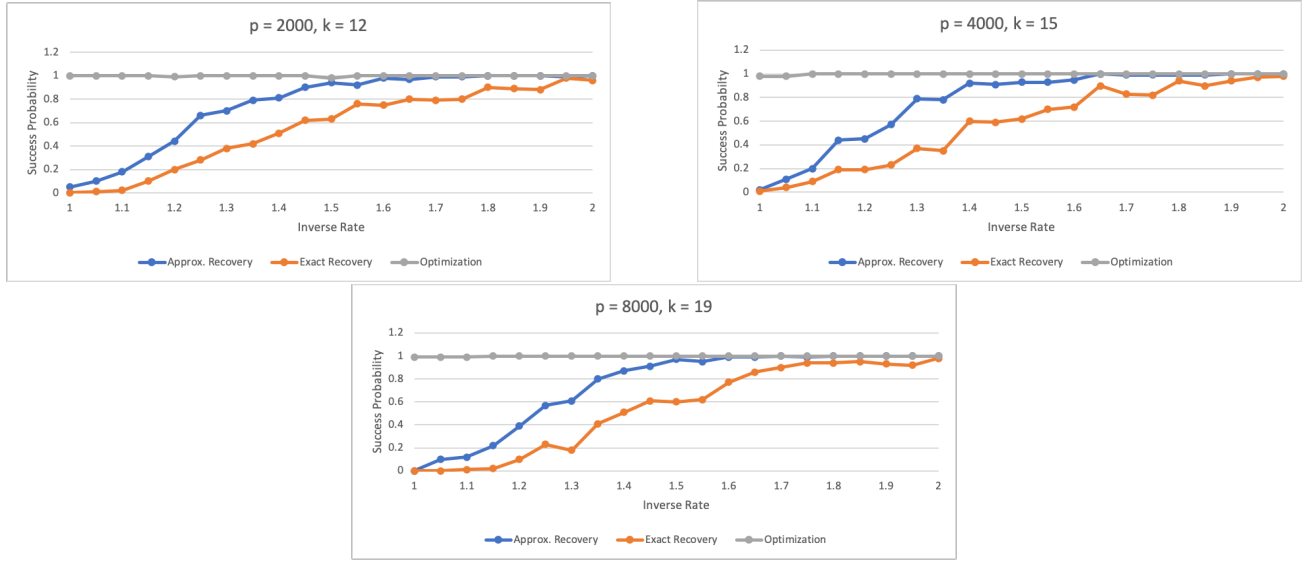 p = 2000, k = 12
1.2
1
0.8
0.6
0.4
0.2
0
Success Probability
1 1.1 1.2 1.3 1.4 1.5 1.6 1.7 1.8 1.9 2
Inverse Rate
Approx. Recovery Exact Recovery Optimization
p = 4000, k = 15
1.2
1
0.8
0.6
0.4
0.2
0
Success Probability
1 1.1 1.2 1.3 1.4 1.5 1.6 1.7 1.8 1.9 2
Inverse Rate
Approx. Recovery Exact Recovery Optimization
p = 8000, k = 19
1.2
1
0.8
0.6
0.4
0.2
0
Success Probability
1 1.1 1.2 1.3 1.4 1.5 1.6 1.7 1.8 1.9 2
Inverse Rate
Approx. Recovery Exact Recovery Optimization